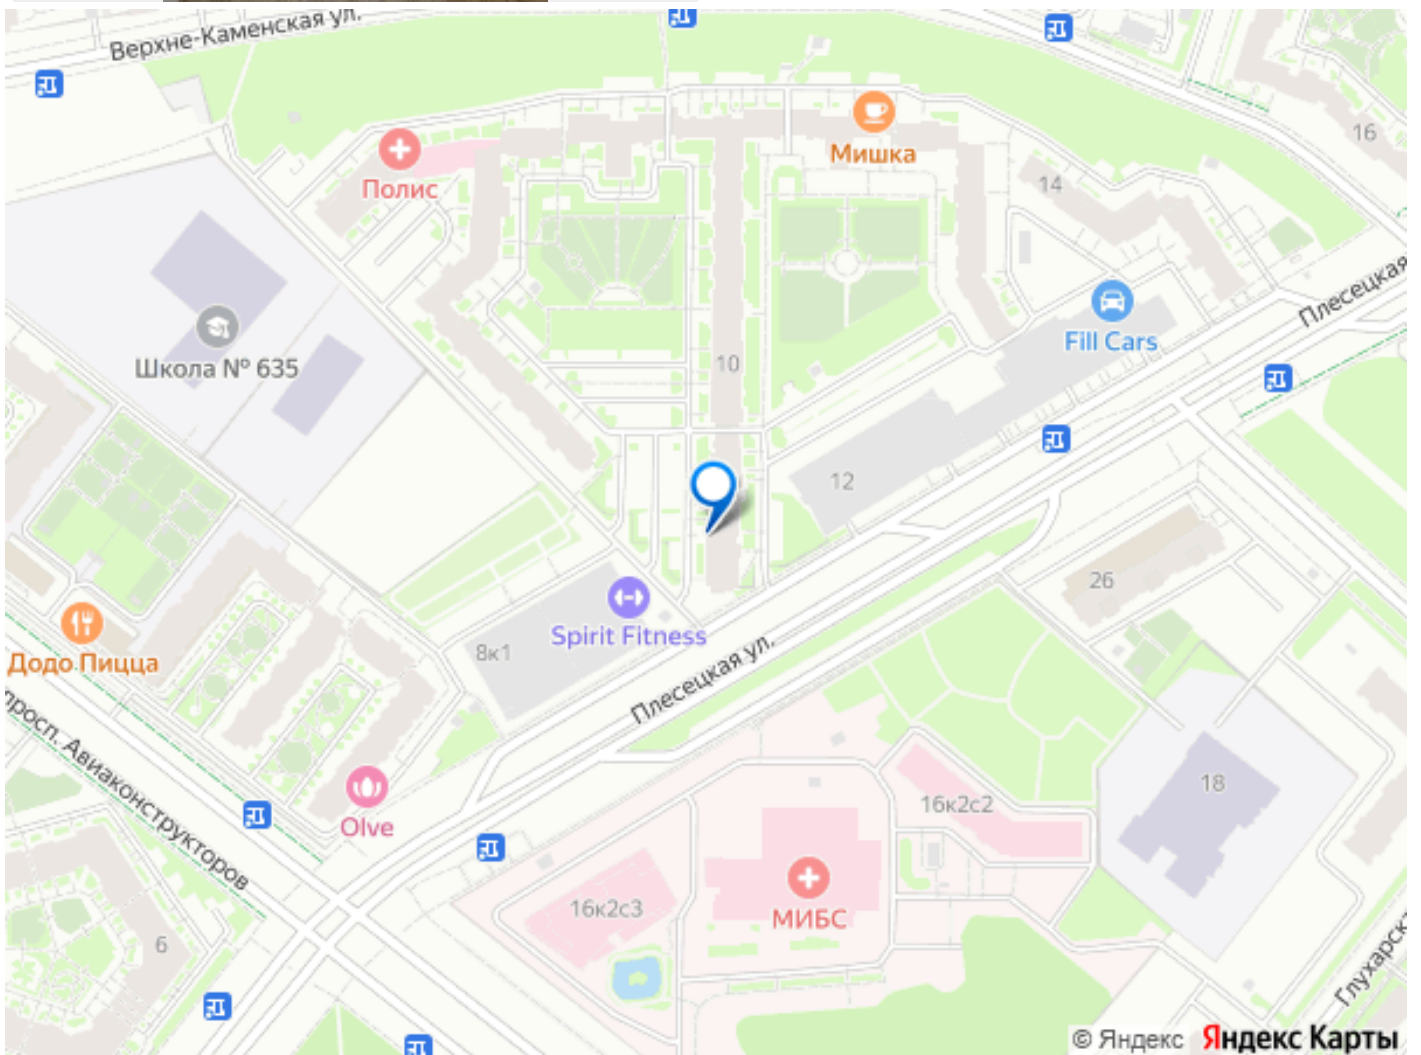 Верхне-Каменская ул.
16
Мишка
Полис
14
Плесецкая
Fill Cars
Школа № 635
10
12
26
Spirit Fitness
8к1
Додо Пицца
Плесецкая ул.
просп. Авиаконструкторов
18
16к2с2
Olve
МИБС
16к2с3
6
Глухарск
© Яндекс Яндекс Карты